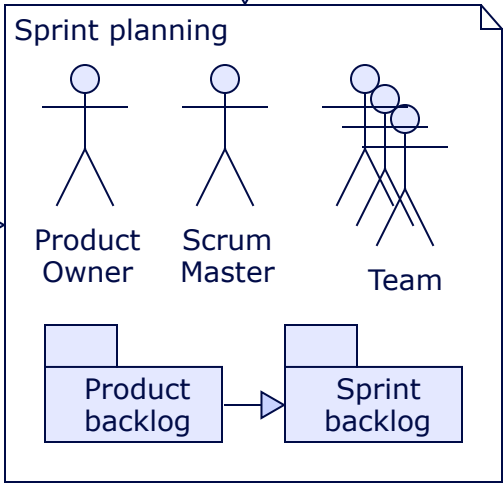 Sprint planning
Product
Owner
Scrum
Master
Team
Product
backlog
Sprint
backlog